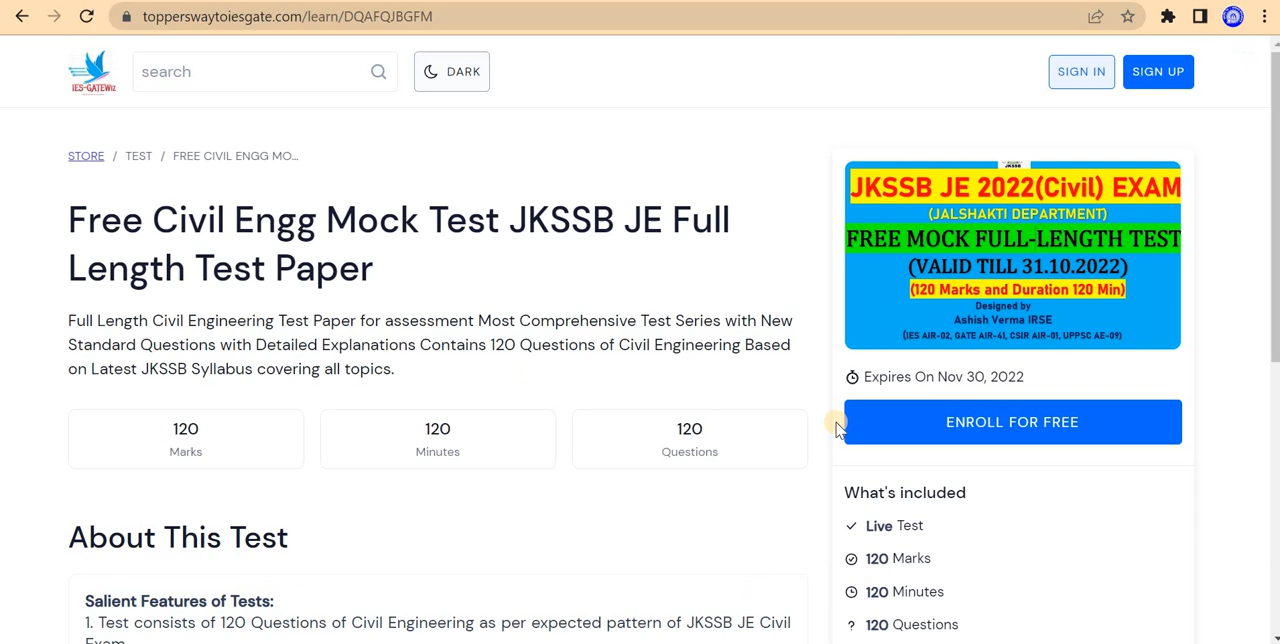 topperswaytoiesgate.com/learn/DQAFQJBGFM
IES-GATEWiz
search
DARK
SIGN IN
SIGN UP
STORE / TEST / FREE CIVIL ENGG MO...
Free Civil Engg Mock Test JKSSB JE Full
Length Test Paper
Full Length Civil Engineering Test Paper for assessment Most Comprehensive Test Series with New
Standard Questions with Detailed Explnations Contains 120 Questions of Civil Engineering Based
on Latest JKSSB Syllabus covering all topics.
120
Marks
120
Minutes
120
Questions
About This Test
Salient Features of Tests:
1. Test consists of 120 Questions of Civil Engineering as per expected pattern of JKSSB JE Civil
Exam
JKSSB
JKSSB JE 2022(Civil) EXAM
(JALSHAKTI DEPARTMENT)
FREE MOCK FULL-LENGTH TEST
(VALID TILL 31.10.2022)
(120 Marks and Duration 120 Min)
Designed by
Ashish Verma IRSE
(IES AIR-02, GATE AIR-41, CSIR AIR-01, UPPSC AE-09)
Expires On Nov 30, 2022
ENROLL FOR FREE
What's included
Live Test
120 Marks
120 Minutes
? 120 Questions